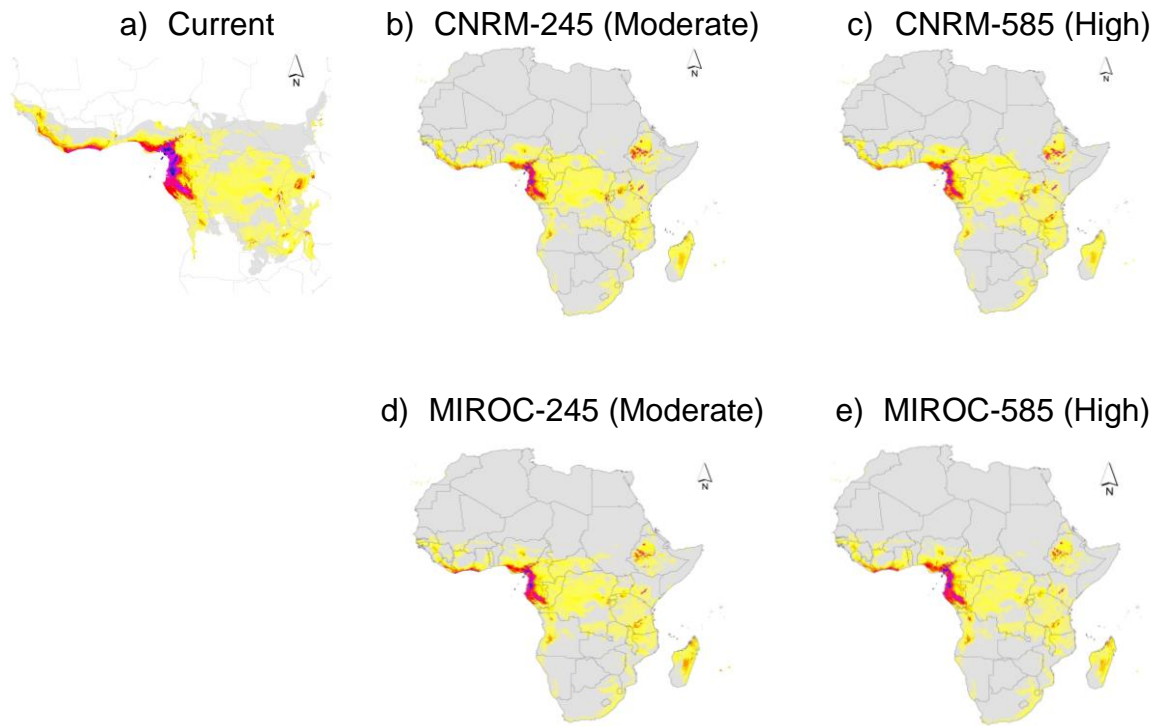 a) Current
b) CNRM-245 (Moderate)
c) CNRM-585 (High)
N
N
N
d) MIROC-245 (Moderate)
e) MIROC-585 (High)
N
N